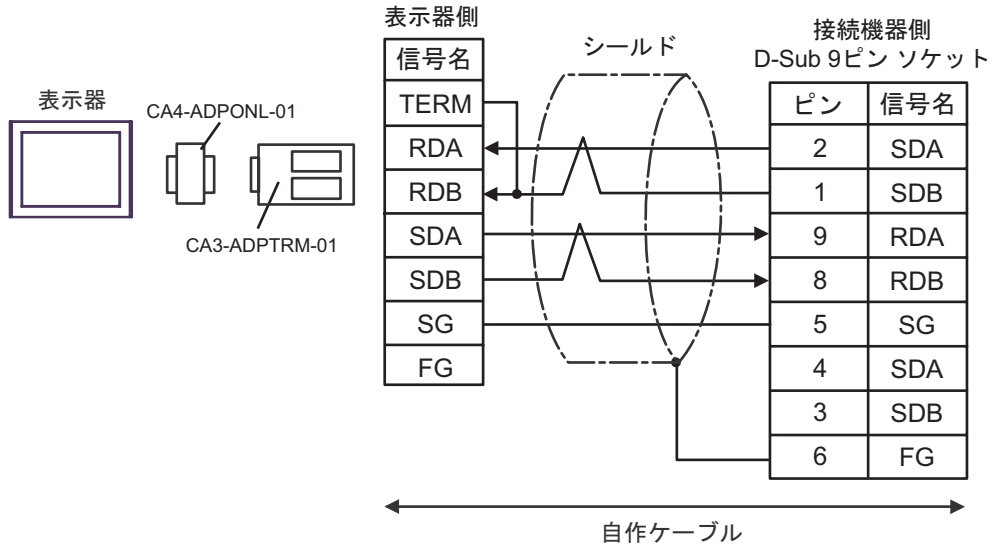 表示器
CA4-ADPONL-01
CA3-ADPTRM-01
表示器側
信号名
TERM
RDA
RDB
SDA
SDB
SG
FG
シールド
接続機器側
D-Sub 9ピン ソケット
ピン 信号名
2 SDA
1 SDB
9 RDA
8 RDB
5 SG
4 SDA
3 SDB
6 FG
自作ケーブル